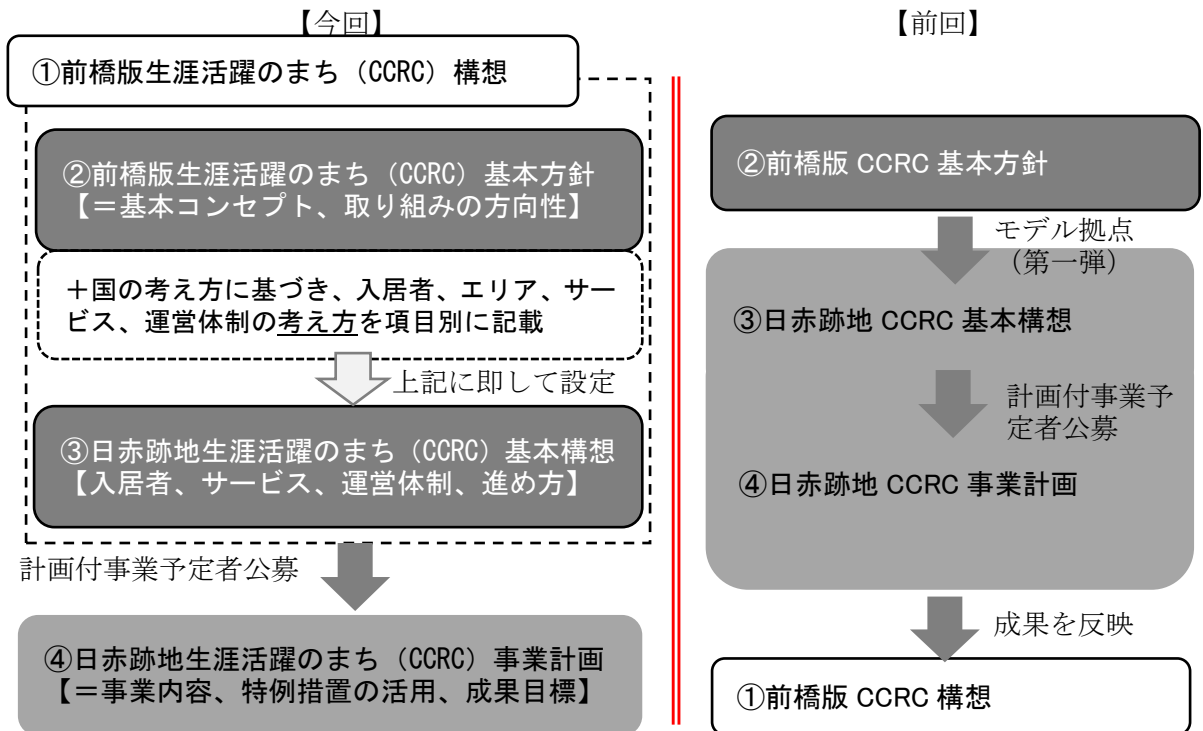 【今回】
①前橋版生涯活躍のまち（CCRC）構想
②前橋版生涯活躍のまち（CCRC）基本方針
【＝基本コンセプト、取り組みの方向性】
＋国の考え方に基づき、入居者、エリア、サー
ビス、運営体制の考え方を項目別に記載
上記に即して設定
③日赤跡地生涯活躍のまち（CCRC）基本構想
【入居者、サービス、運営体制、進め方】
計画付事業予定者公募
④日赤跡地生涯活躍のまち（CCRC）事業計画
【＝事業内容、特例措置の活用、成果目標】
【前回】
②前橋版 CCRC 基本方針
モデル拠点
（第一弾）
③日赤跡地 CCRC 基本構想
計画付事業予
定者公募
④日赤跡地 CCRC 事業計画
成果を反映
①前橋版 CCRC 構想